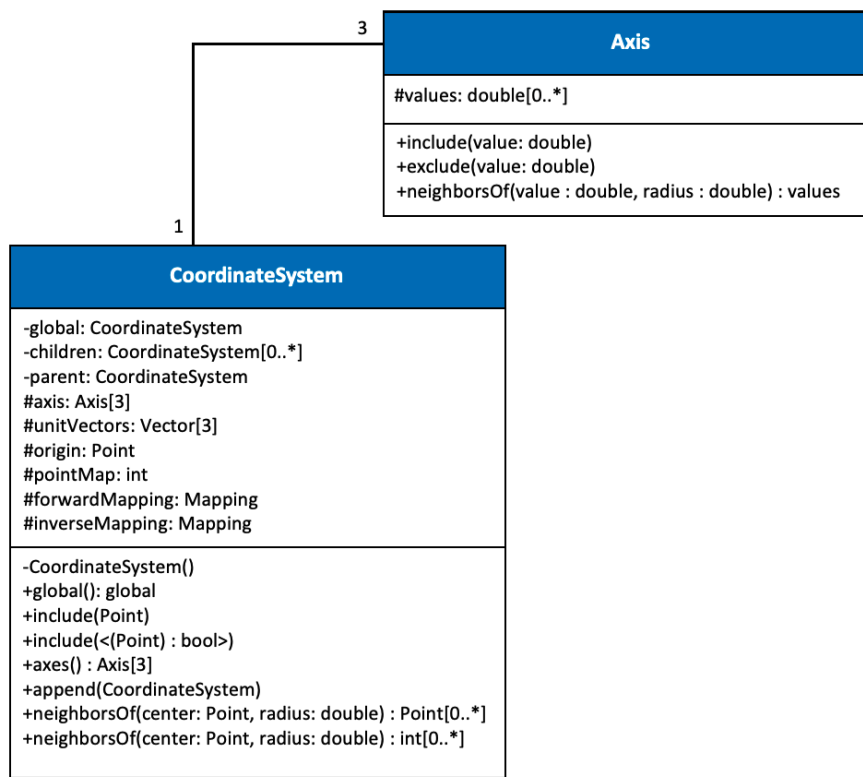 3
Axis
#values: double[0..*]
+include(value: double)
+exclude(value: double)
+neighborsOf(value : double, radius : double) : values
1
CoordinateSystem
-global: CoordinateSystem
-children: CoordinateSystem[0..*]
-parent: CoordinateSystem
#axis: Axis[3]
#unitVectors: Vector[3]
#origin: Point
#pointMap: int
#forwardMapping: Mapping
#inverseMapping: Mapping
-CoordinateSystem()
+global(): global
+include(Point)
+include(<(Point) : bool>)
+axes() : Axis[3]
+append(CoordinateSystem)
+neighborsOf(center: Point, radius: double) : Point[0..*]
+neighborsOf(center: Point, radius: double) : int[0..*]